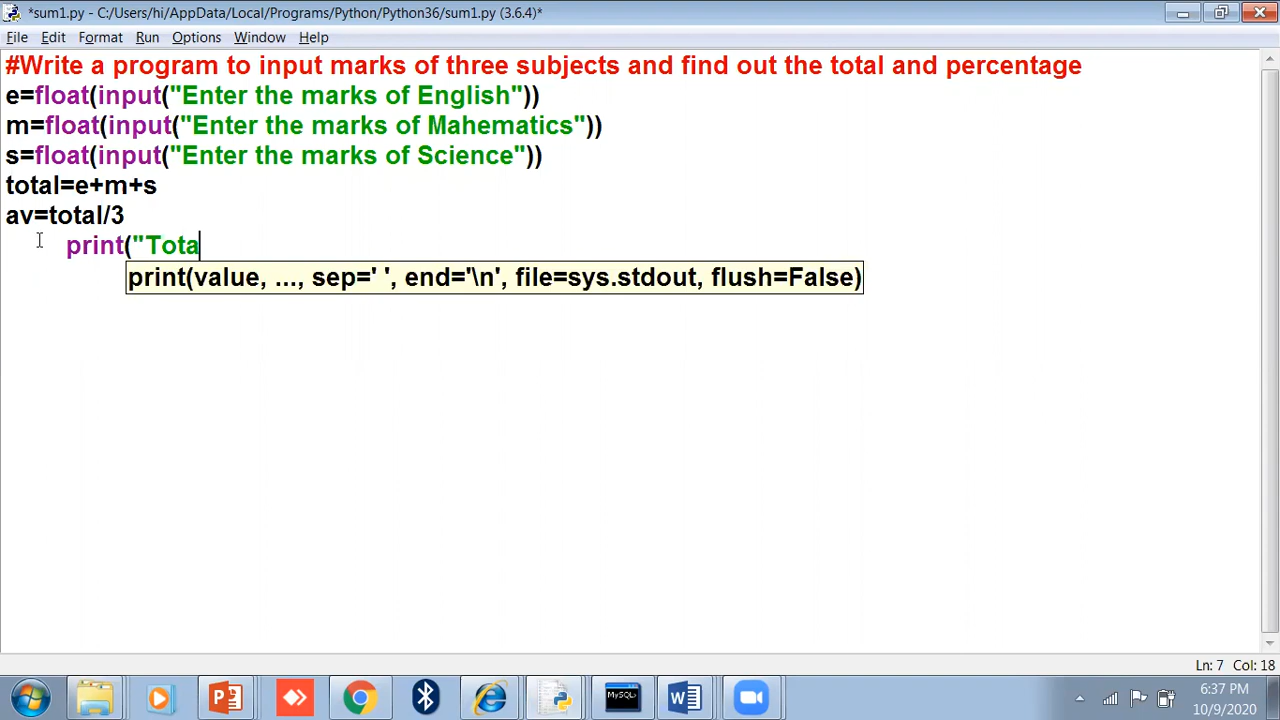 *sum1.py - C:/Users/hi/AppData/Local/Programs/Python/Python36/sum1.py (3.6.4)*
File Edit Format Run Options Window Help
#Write a program to input marks of three subjects and find out the total and percentage
e=float(input("Enter the marks of English"))
m=float(input("Enter the marks of Mahematics"))
s=float(input("Enter the marks of Science"))
total=e+m+s
av=total/3
print("Tota
print(value, ..., sep=' ', end='\n', file=sys.stdout, flush=False)
Ln: 7 Col: 18
MySQL>
6:37 PM
10/9/2020